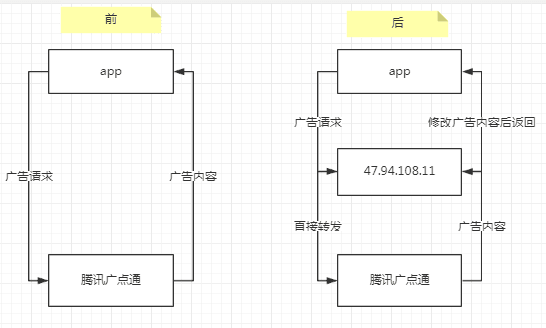 前
app
广告请求
广告内容
腾讯广点通
后
app
广告请求
修改广告内容后返回
47.94.108.11
直接转发
广告内容
腾讯广点通